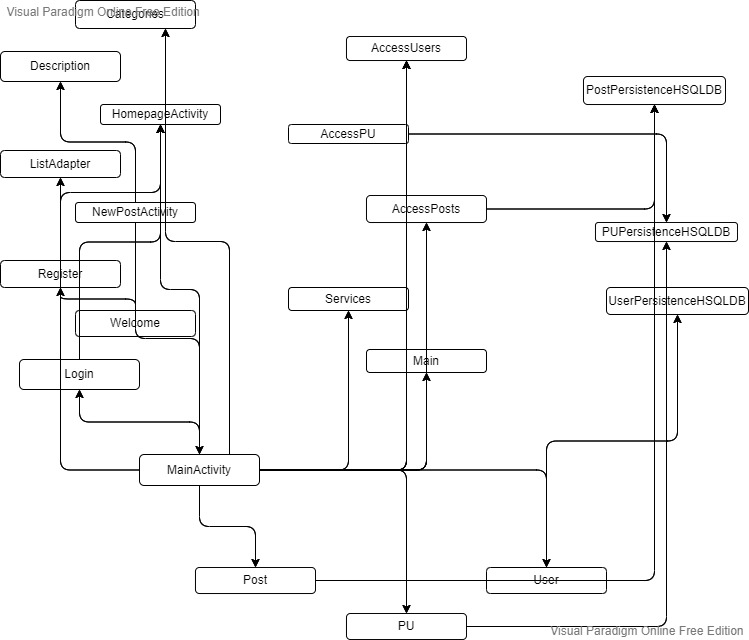 Visual Paradigm Online Free Edition
Categories
AccessUsers
Description
PostPersistenceHSQLDB
HomepageActivity
AccessPU
ListAdapter
NewPostActivity
AccessPosts
PUPersistenceHSQLDB
Register
Services
UserPersistenceHSQLDB
Welcome
Main
Login
MainActivity
Post
User
PU
Visual Paradigm Online Free Edition